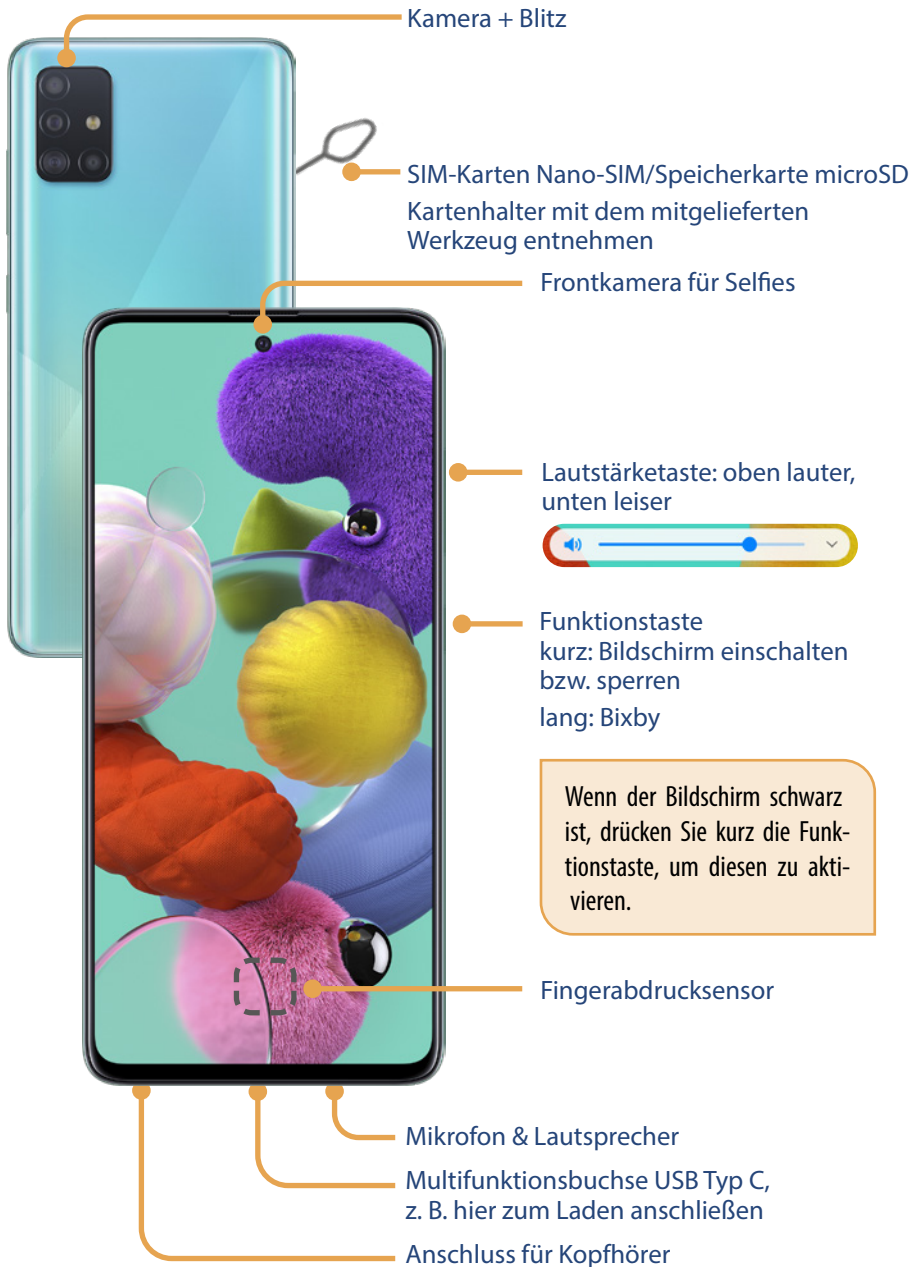 Kamera + Blitz
SIM-Karten Nano-SIM/Speicherkarte microSD
Kartenhalter mit dem mitgelieferten
Werkzeug entnehmen
Frontkamera für Selfies
Lautstärketaste: oben lauter,
unten leiser
Funktionstaste
kurz: Bildschirm einschalten
bzw. sperren
lang: Bixby
Wenn der Bildschirm schwarz
ist, drücken Sie kurz die Funk-
tionstaste, um diesen zu akti-
vieren.
Fingerabdrucksensor
Mikrofon & Lautsprecher
Multifunktionsbuchse USB Typ C,
z. B. hier zum Laden anschließen
Anschluss für Kopfhörer